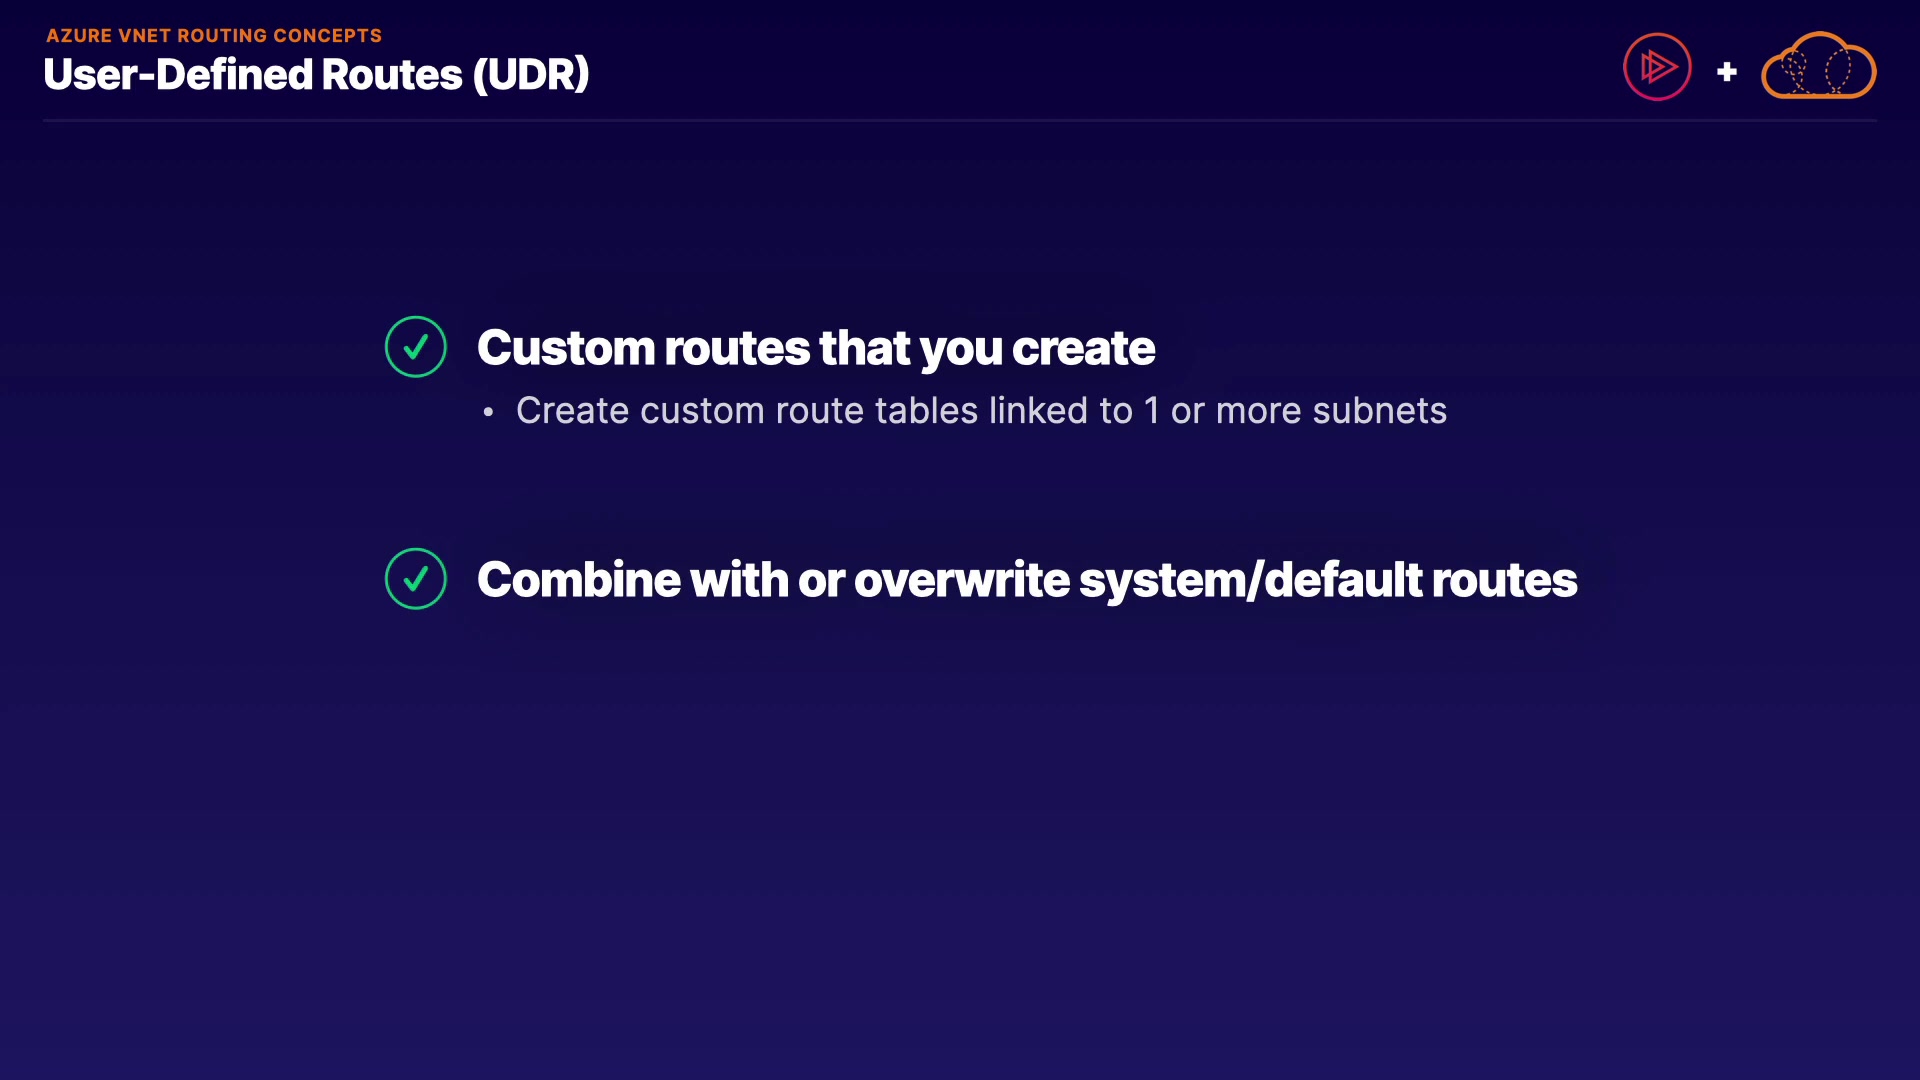 AZURE VNET ROUTING CONCEPTS
User-Defined Routes (UDR)
+
Custom routes that you create
• Create custom route tables linked to 1 or more subnets
Combine with or overwrite system/default routes